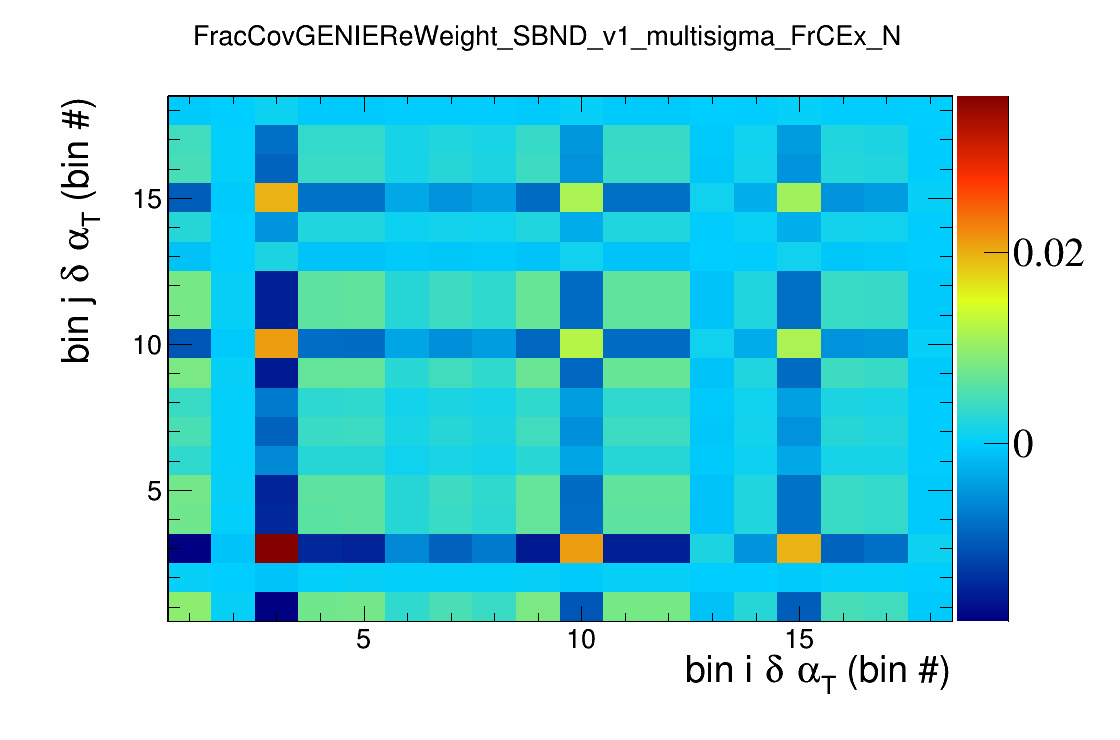 FracCovGENIEReWeight_SBND_v1_multisigma_FrCEx_N
bin j δ α_T (bin #)
15
10
5
5
10
15
bin i δ α_T (bin #)
0.02
0